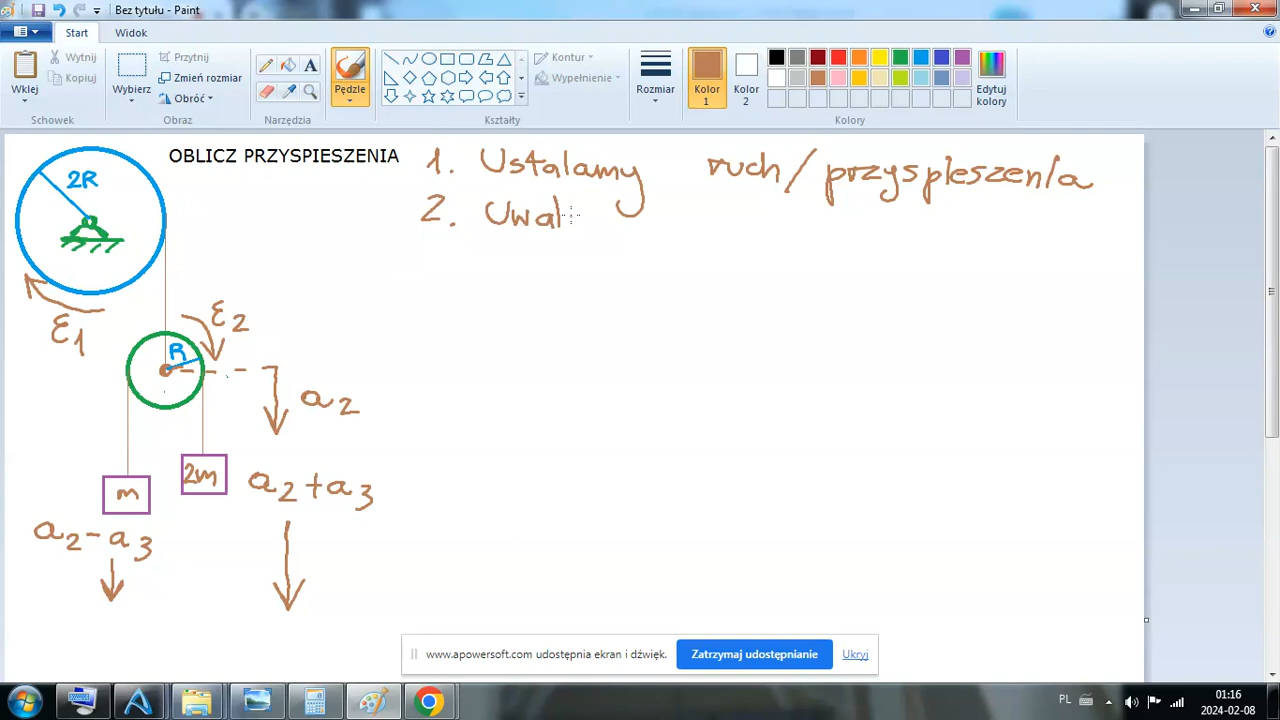 Bez tytułu - Paint
Start Widok
Wklej
Wytnij
Kopiuj
Schowek
Wybierz
Przytnij
Zmień rozmiar
Obróć
Obraz
A
Narzędzia
Pędzle
Kontur
Wypełnienie
Kształty
Rozmiar
Kolor 1
Kolor 2
Edytuj kolory
Kolory
OBLICZ PRZYSPIESZENIA
1. Ustalamy ruch/przyspieszenia
2. Uwal
2R
ε1
ε2
R
a2
2m
a2+a3
m
a2-a3
www.apowersoft.com udostępnia ekran i dźwięk.
Zatrzymaj udostępnianie
Ukryj
PL
01:16
2024-02-08